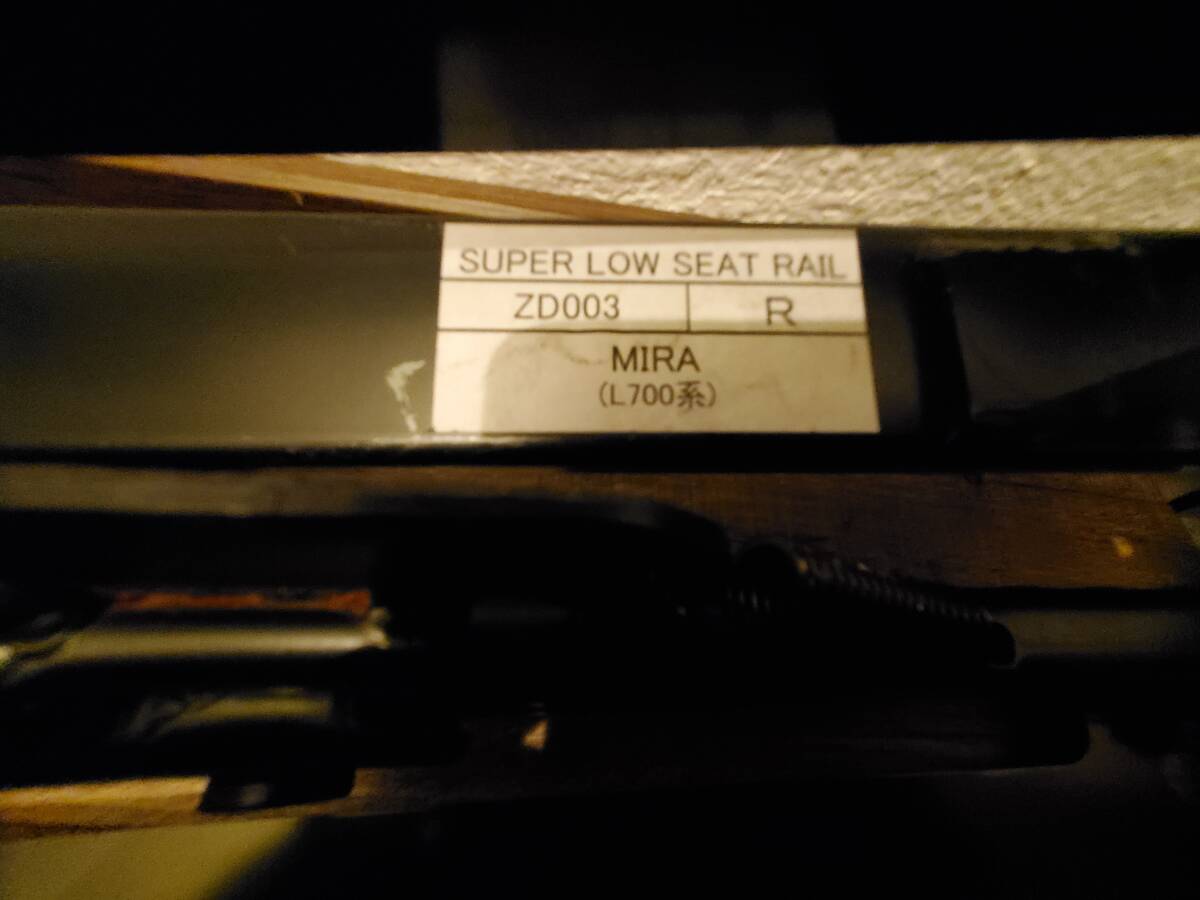 SUPER LOW SEAT RAIL
ZD003 R
MIRA
(L700系)